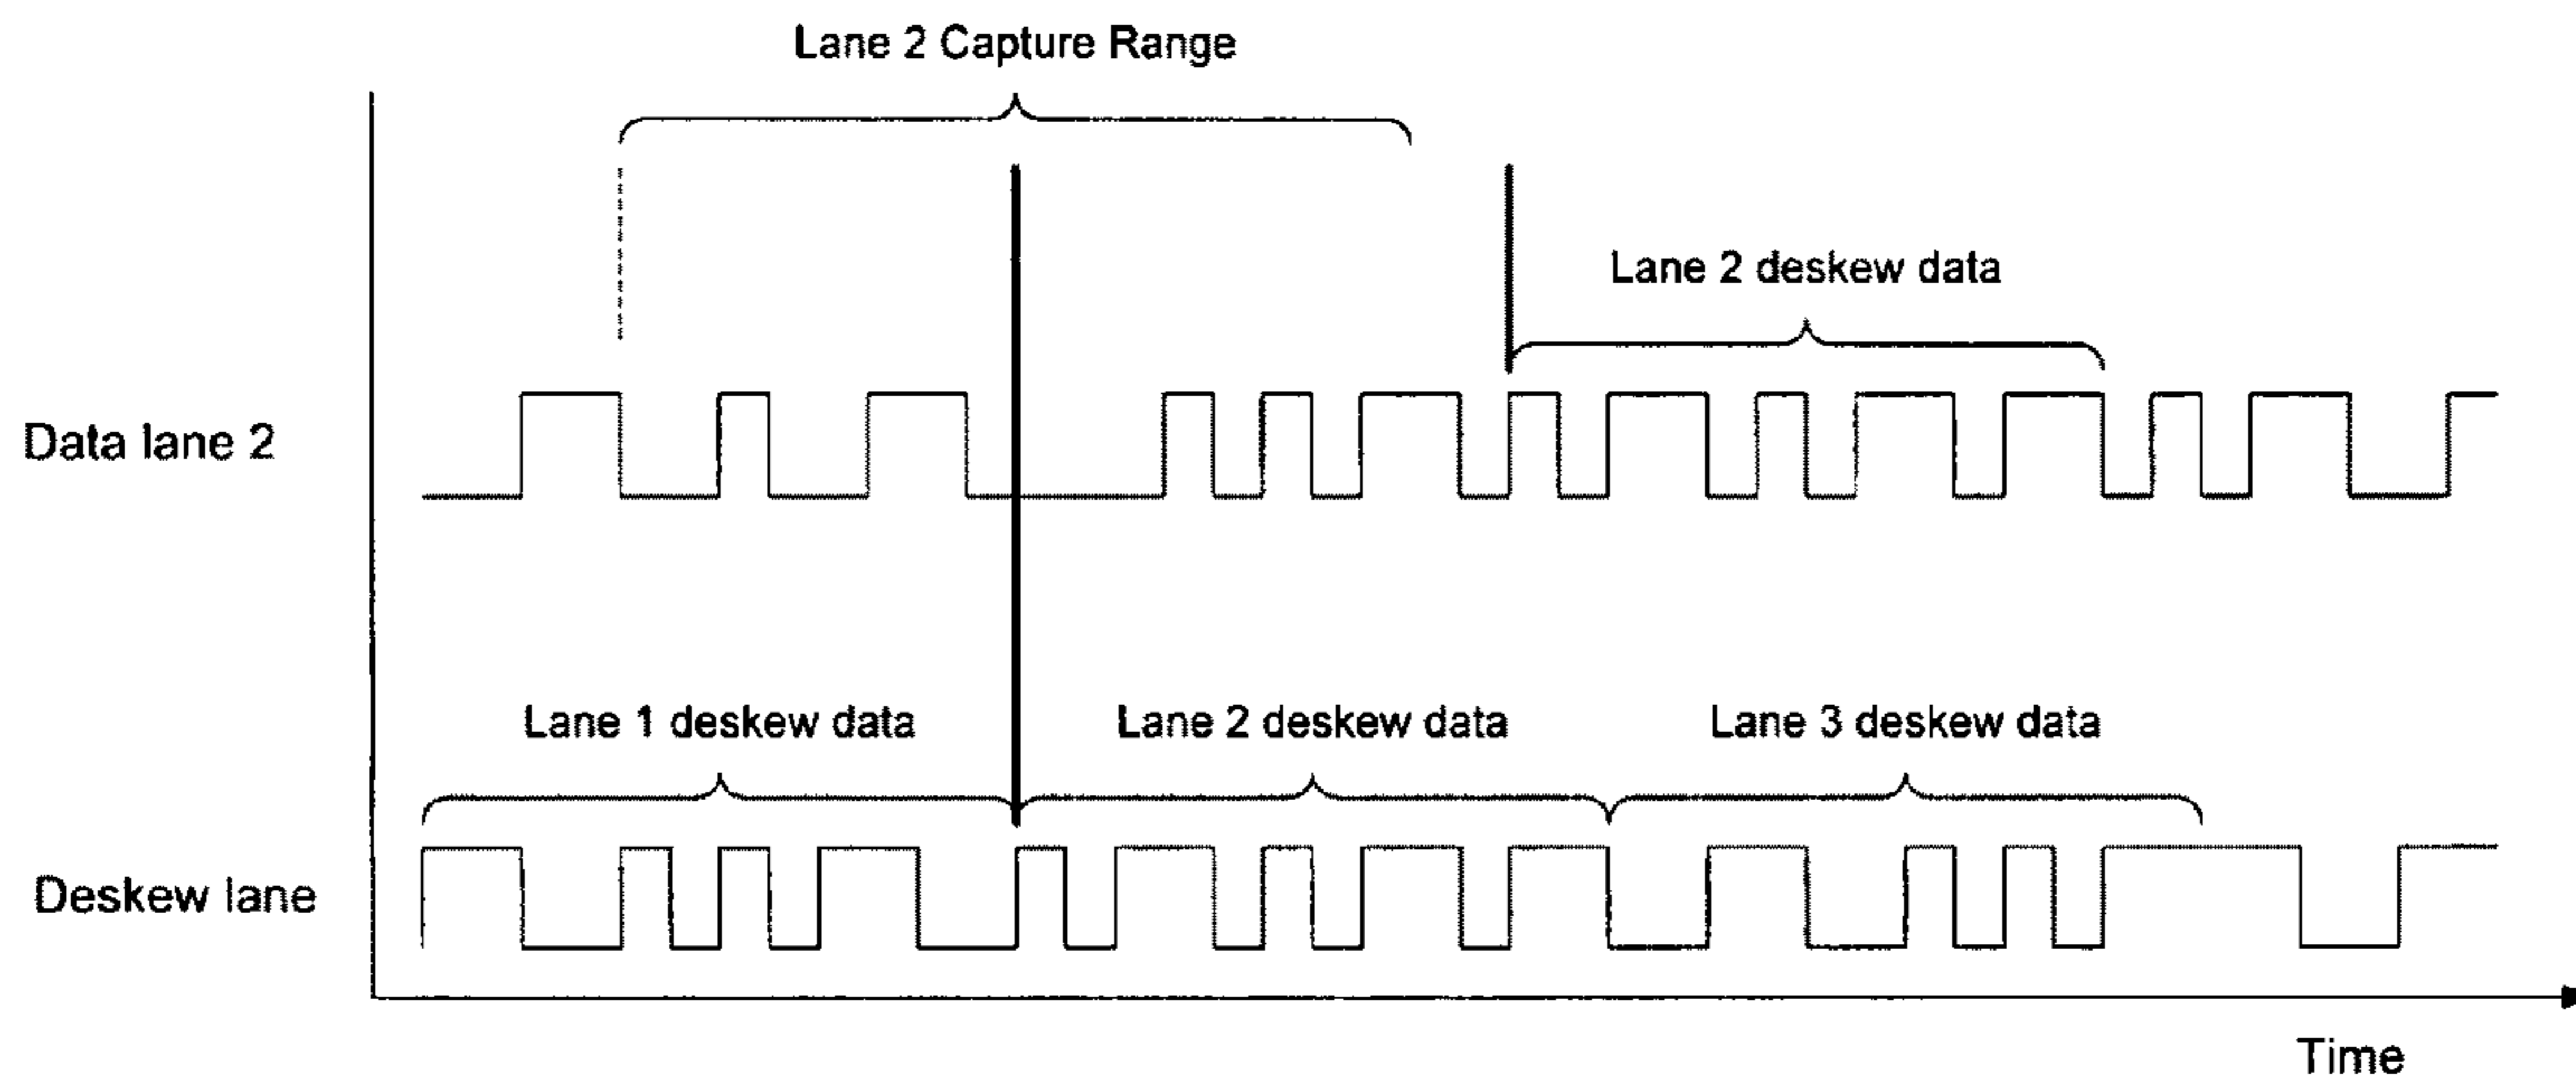 Lane 2 Capture Range
Lane 2 deskew data
Data lane 2
Lane 1 deskew data
Lane 2 deskew data
Lane 3 deskew data
Deskew lane
Time